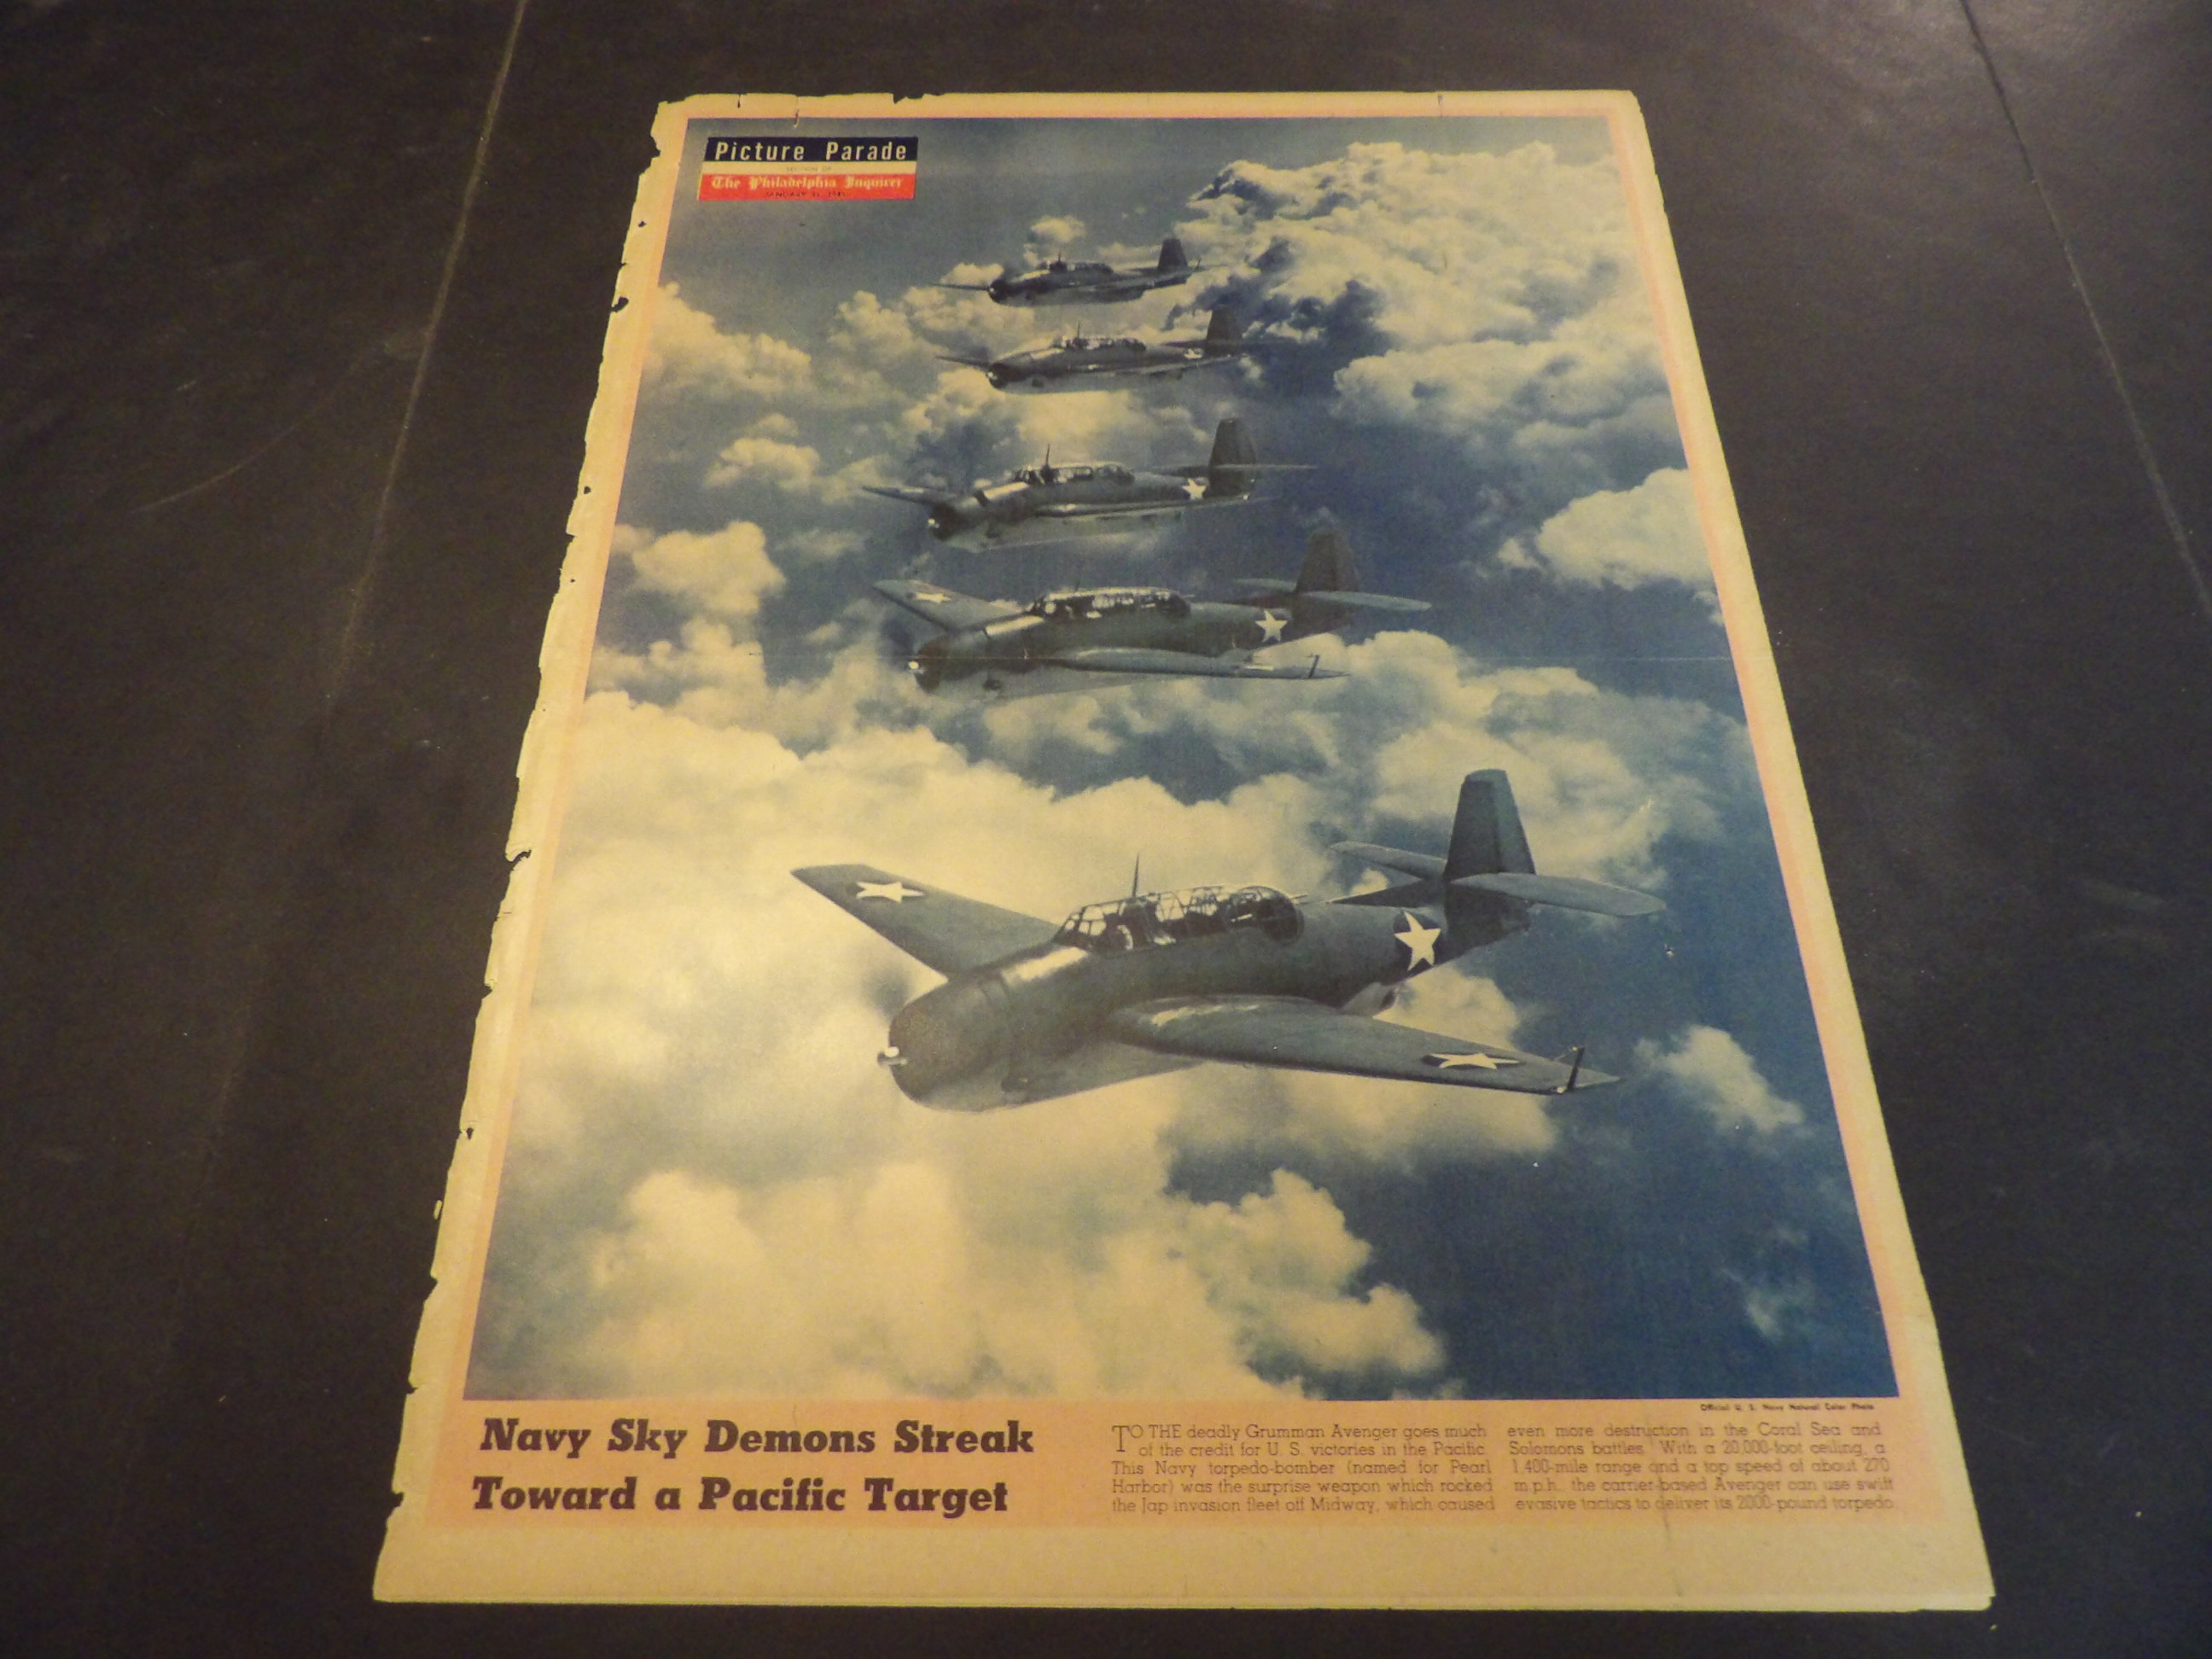 Picture Parade
SECTION OF
The Philadelphia Inquirer
JANUARY
Official U. S. Navy Natural Color Photo
Navy Sky Demons Streak
Toward a Pacific Target
TO THE deadly Grumman Avenger goes much
of the credit for U. S. victories in the Pacific.
This Navy torpedo-bomber (named for Pearl
Harbor) was the surprise weapon which rocked
the Jap invasion fleet off Midway, which caused
even more destruction in the Coral Sea and
Solomons battles. With a 20,000-foot ceiling, a
1,400-mile range and a top speed of about 270
m.p.h., the carrier-based Avenger can use swift
evasive tactics to deliver its 2000-pound torpedo.